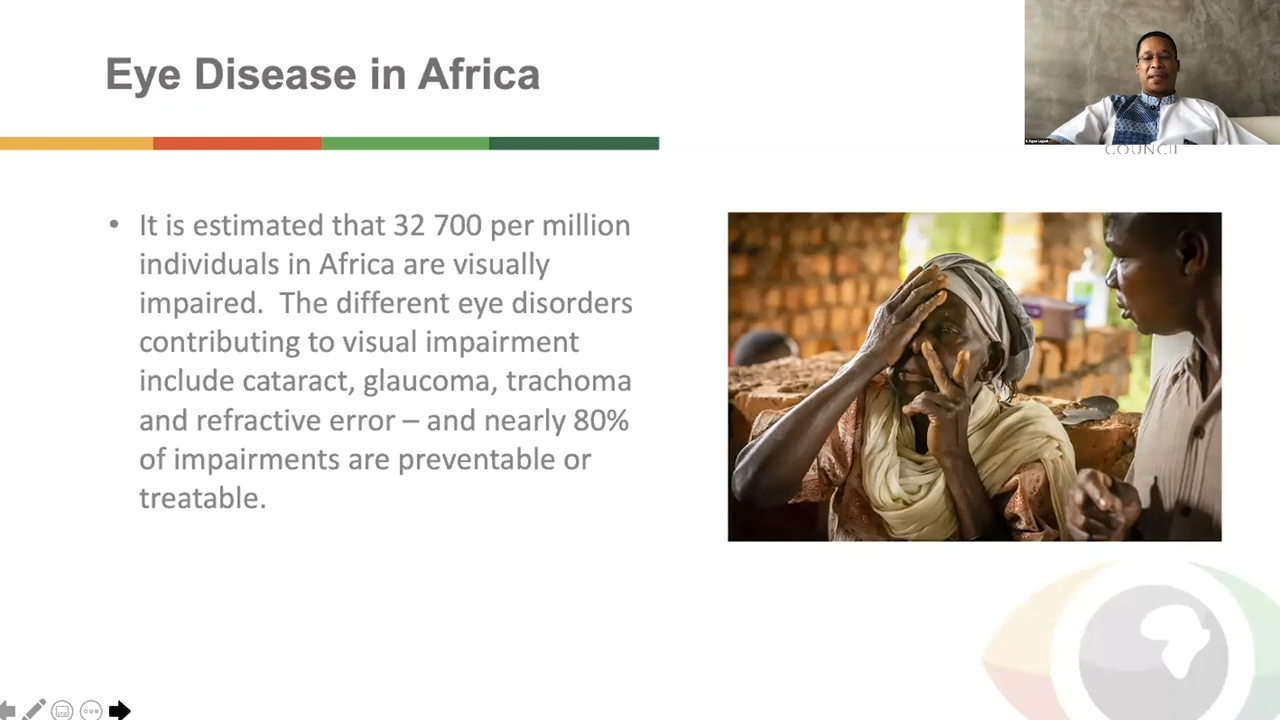 Eye Disease in Africa
COUNCIL
• It is estimated that 32 700 per million
individuals in Africa are visually
impaired.  The different eye disorders
contributing to visual impairment
include cataract, glaucoma, trachoma
and refractive error – and nearly 80%
of impairments are preventable or
treatable.